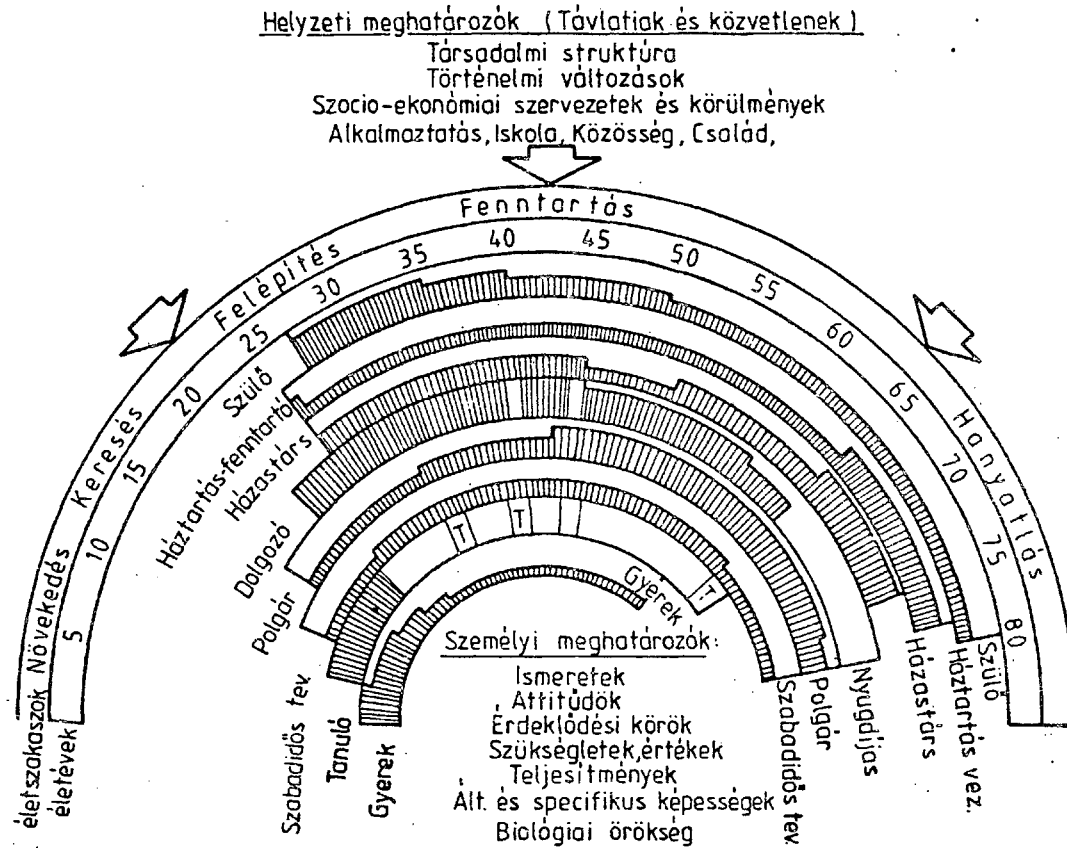 Helyzeti meghatározók (Távlatiak és közvetlenek)
Társadalmi struktúra
Történelmi változások
Szocio-ekonómiai szervezetek és körülmények
Alkalmaztatás, Iskola, Közösség, Család,
életszakaszok Növekedés Keresés Felépítés Fenntartás Hanyatlás
életévek 5 10 15 20 25 30 35 40 45 50 55 60 65 70 75 80
Szülő
Háztartás-fenntartó
Házastárs
Dolgozó
Polgár
Szabadidős tev.
Tanuló
Gyerek
T
T
T
Gyerek
Személyi meghatározók:
Ismeretek
Attitűdök
Érdeklődési körök
Szükségletek, értékek
Teljesítmények
Ált. és specifikus képességek
Biológiai örökség
Szabadidős tev.
Polgár
Nyugdíjas
Házastárs
Háztartás vez.
Szülő